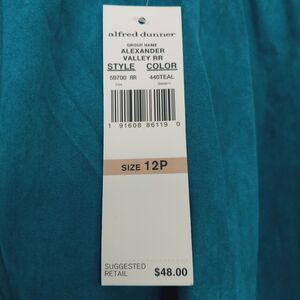 alfred dunner
GROUP NAME
ALEXANDER
VALLEY RR
STYLE COLOR
59700 RR 440TEAL
1 91608 86119 0
SIZE 12P
SUGGESTED
RETAIL $48.00